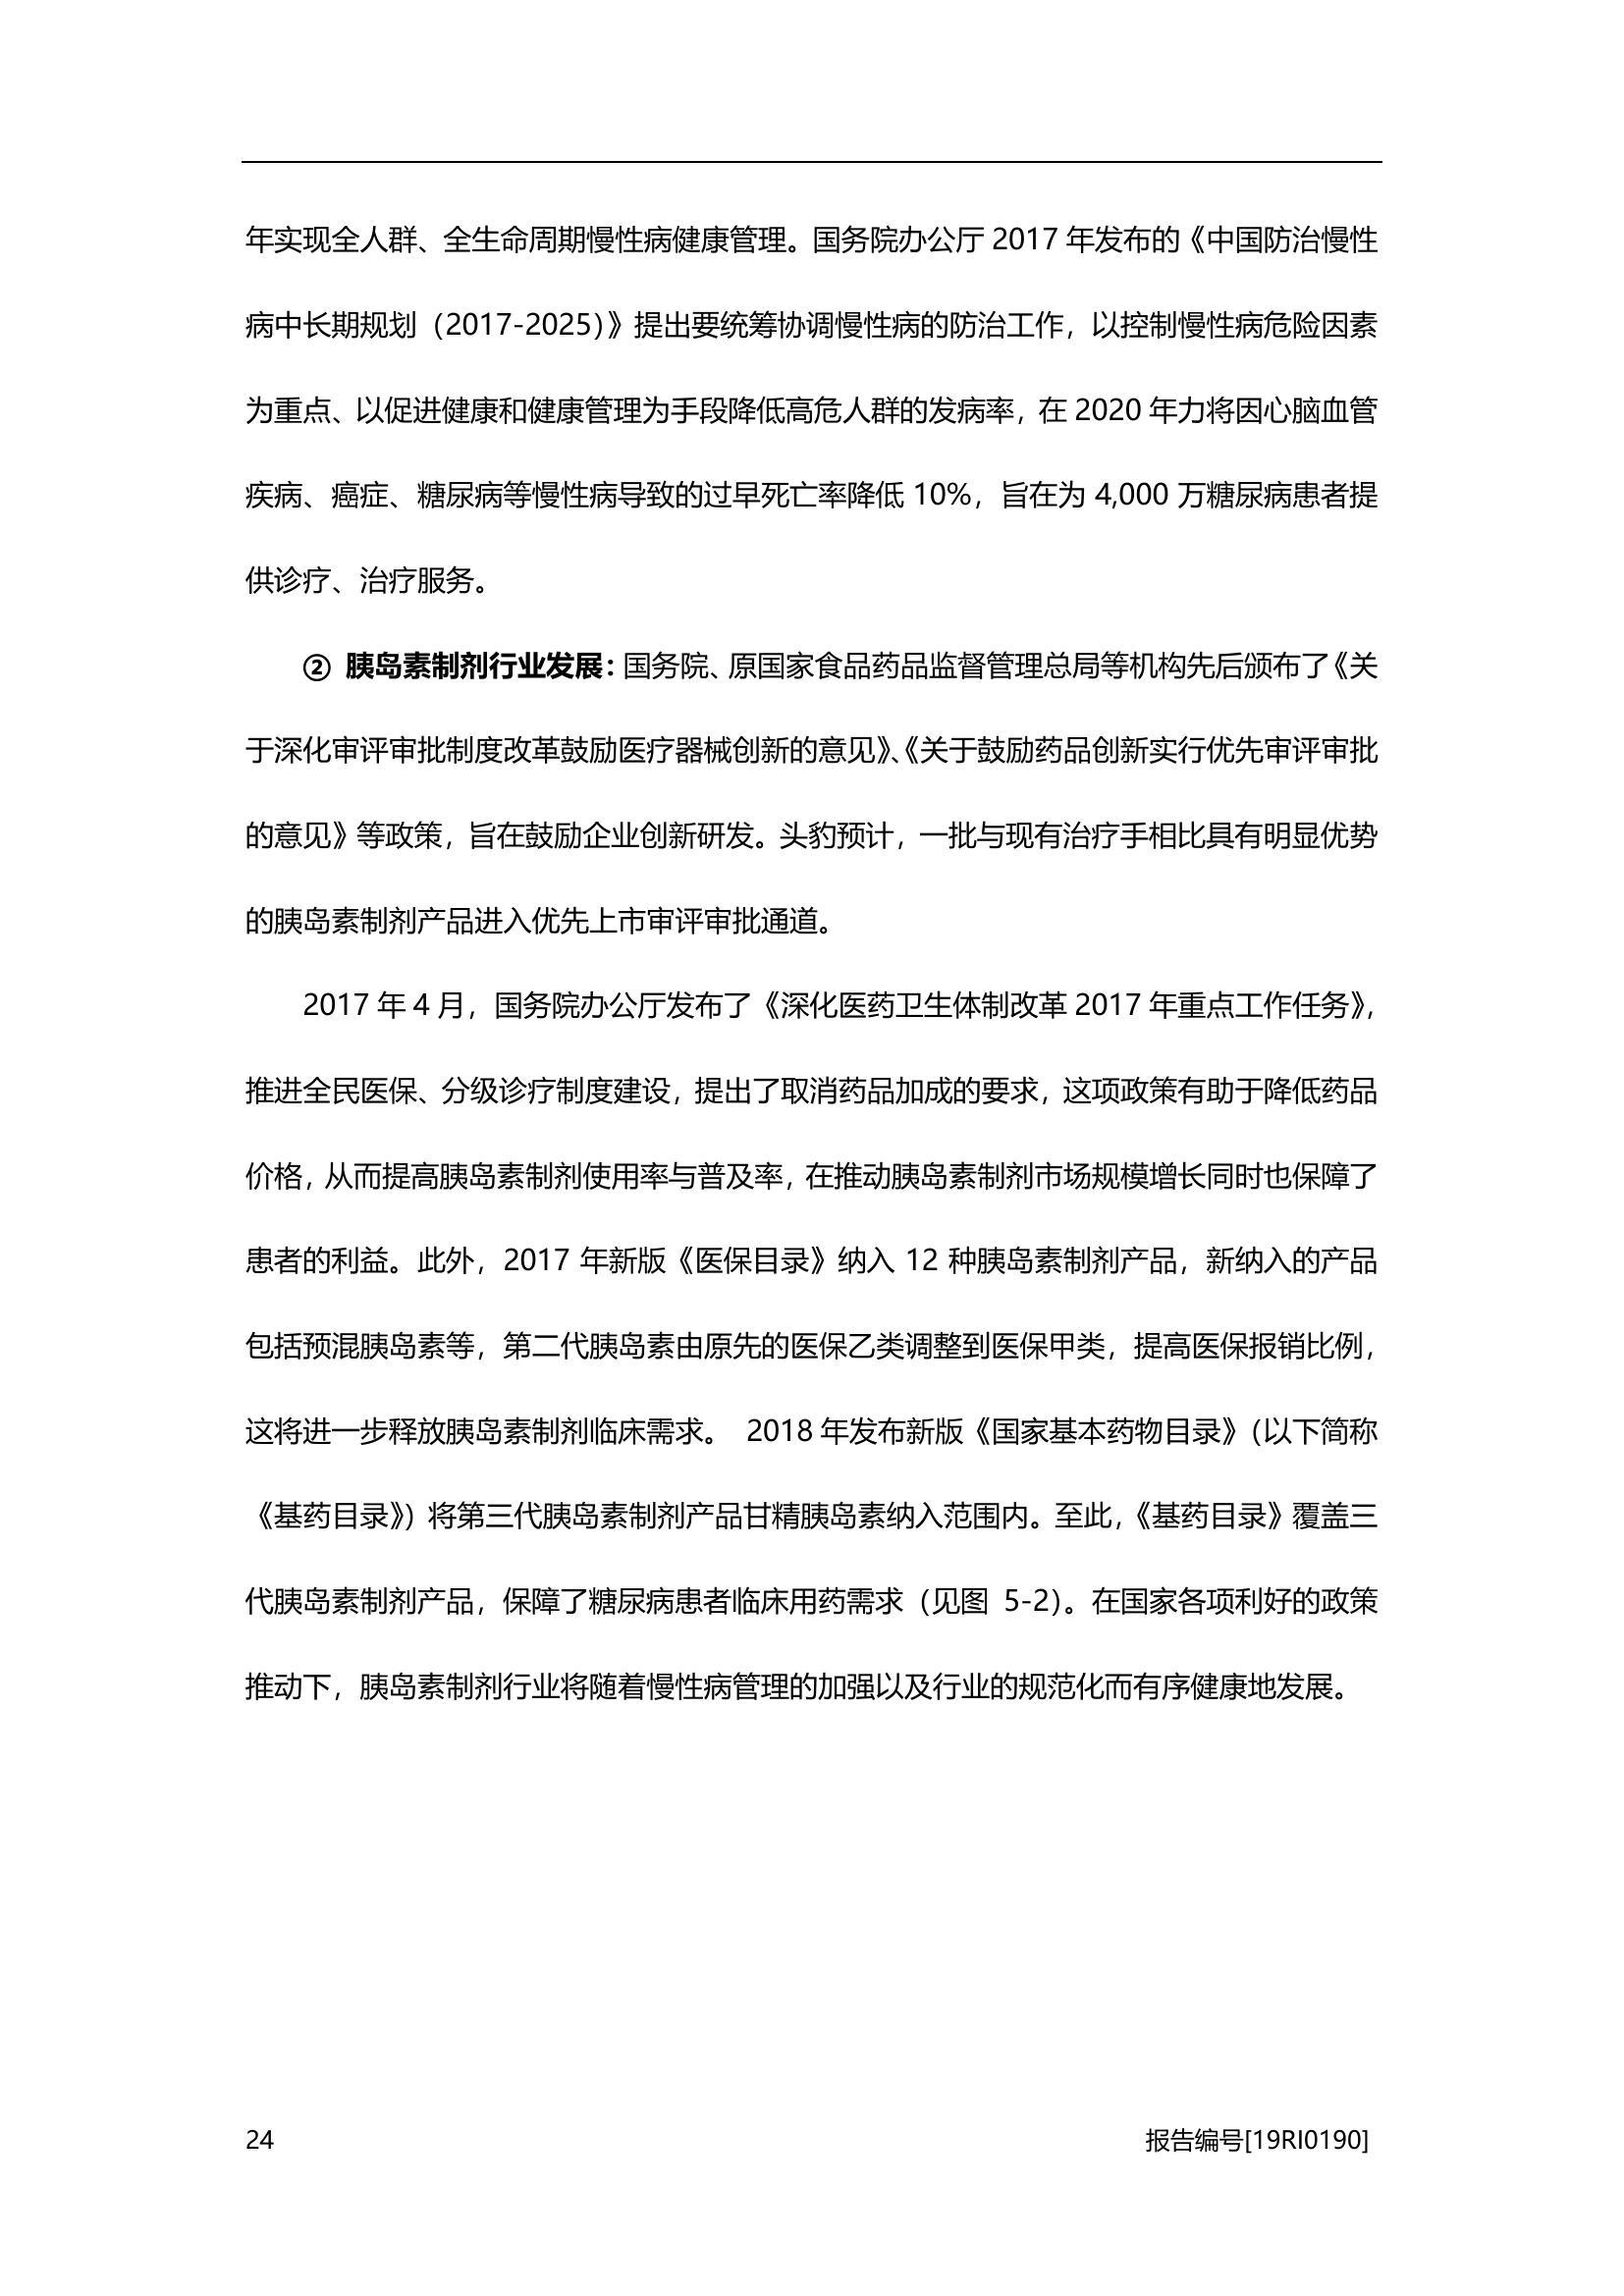 年实现全人群、全生命周期慢性病健康管理。国务院办公厅 2017 年发布的《中国防治慢性
病中长期规划（2017-2025）》提出要统筹协调慢性病的防治工作，以控制慢性病危险因素
为重点、以促进健康和健康管理为手段降低高危人群的发病率，在 2020 年力将因心脑血管
疾病、癌症、糖尿病等慢性病导致的过早死亡率降低 10%，旨在为 4,000 万糖尿病患者提
供诊疗、治疗服务。
② 胰岛素制剂行业发展：国务院、原国家食品药品监督管理总局等机构先后颁布了《关
于深化审评审批制度改革鼓励医疗器械创新的意见》、《关于鼓励药品创新实行优先审评审批
的意见》等政策，旨在鼓励企业创新研发。头豹预计，一批与现有治疗手相比具有明显优势
的胰岛素制剂产品进入优先上市审评审批通道。
2017 年 4 月，国务院办公厅发布了《深化医药卫生体制改革 2017 年重点工作任务》，
推进全民医保、分级诊疗制度建设，提出了取消药品加成的要求，这项政策有助于降低药品
价格，从而提高胰岛素制剂使用率与普及率，在推动胰岛素制剂市场规模增长同时也保障了
患者的利益。此外，2017 年新版《医保目录》纳入 12 种胰岛素制剂产品，新纳入的产品
包括预混胰岛素等，第二代胰岛素由原先的医保乙类调整到医保甲类，提高医保报销比例，
这将进一步释放胰岛素制剂临床需求。 2018 年发布新版《国家基本药物目录》（以下简称
《基药目录》）将第三代胰岛素制剂产品甘精胰岛素纳入范围内。至此，《基药目录》覆盖三
代胰岛素制剂产品，保障了糖尿病患者临床用药需求（见图 5-2）。在国家各项利好的政策
推动下，胰岛素制剂行业将随着慢性病管理的加强以及行业的规范化而有序健康地发展。
24 报告编号[19RI0190]